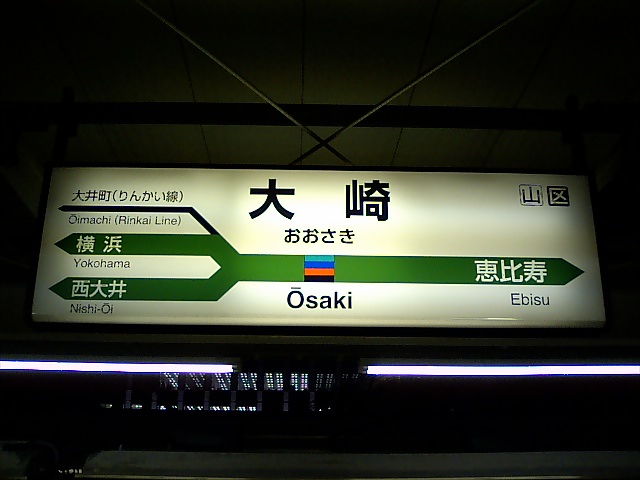 大井町(りんかい線)
Ōimachi (Rinkai Line)
横浜
Yokohama
西大井
Nishi-Ōi
大崎
おおさき
Ōsaki
山区
恵比寿
Ebisu